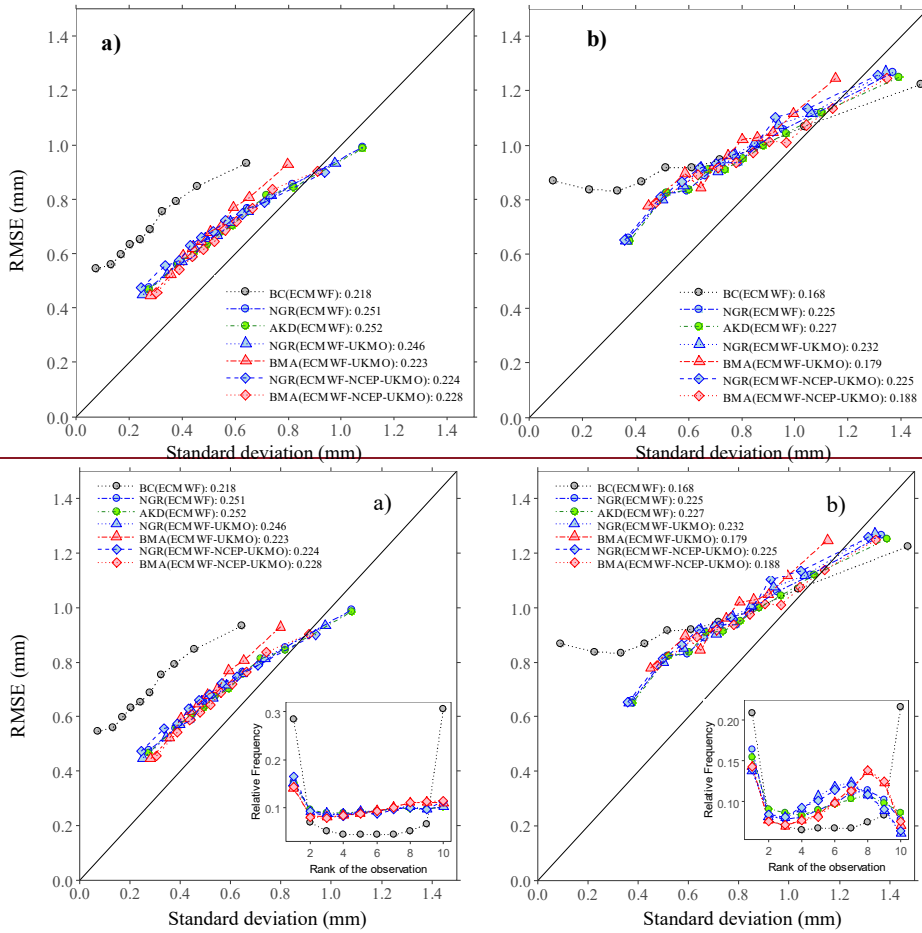 a)
1.4
1.2
1.0
0.8
0.6
0.4
0.2
0.0
RMSE (mm)
BC(ECMWF): 0.218
NGR(ECMWF): 0.251
AKD(ECMWF): 0.252
NGR(ECMWF-UKMO): 0.246
BMA(ECMWF-UKMO): 0.223
NGR(ECMWF-NCEP-UKMO): 0.224
BMA(ECMWF-NCEP-UKMO): 0.228
0.0 0.2 0.4 0.6 0.8 1.0 1.2 1.4
Standard deviation (mm)
b)
1.4
1.2
1.0
0.8
0.6
0.4
0.2
0.0
BC(ECMWF): 0.168
NGR(ECMWF): 0.225
AKD(ECMWF): 0.227
NGR(ECMWF-UKMO): 0.232
BMA(ECMWF-UKMO): 0.179
NGR(ECMWF-NCEP-UKMO): 0.225
BMA(ECMWF-NCEP-UKMO): 0.188
0.0 0.2 0.4 0.6 0.8 1.0 1.2 1.4
Standard deviation (mm)
a)
BC(ECMWF): 0.218
NGR(ECMWF): 0.251
AKD(ECMWF): 0.252
NGR(ECMWF-UKMO): 0.246
BMA(ECMWF-UKMO): 0.223
NGR(ECMWF-NCEP-UKMO): 0.224
BMA(ECMWF-NCEP-UKMO): 0.228
1.4
1.2
1.0
0.8
0.6
0.4
0.2
0.0
RMSE (mm)
0.3
0.2
0.1
Relative Frequency
2 4 6 8 10
Rank of the observation
0.0 0.2 0.4 0.6 0.8 1.0 1.2 1.4
Standard deviation (mm)
b)
BC(ECMWF): 0.168
NGR(ECMWF): 0.225
AKD(ECMWF): 0.227
NGR(ECMWF-UKMO): 0.232
BMA(ECMWF-UKMO): 0.179
NGR(ECMWF-NCEP-UKMO): 0.225
BMA(ECMWF-NCEP-UKMO): 0.188
1.4
1.2
1.0
0.8
0.6
0.4
0.2
0.0
0.20
0.10
Relative Frequency
2 4 6 8 10
Rank of the observation
0.0 0.2 0.4 0.6 0.8 1.0 1.2 1.4
Standard deviation (mm)